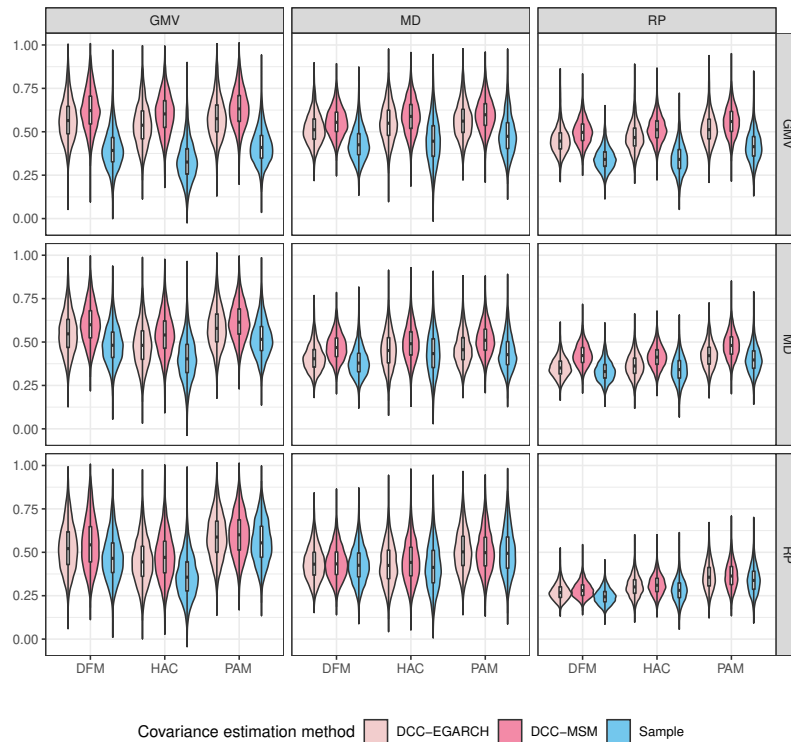 GMV MD RP
1.00
0.75
0.50
0.25
0.00
GMV
1.00
0.75
0.50
0.25
0.00
MD
1.00
0.75
0.50
0.25
0.00
RP
DFM HAC PAM DFM HAC PAM DFM HAC PAM
Covariance estimation method DCC−EGARCH DCC−MSM Sample